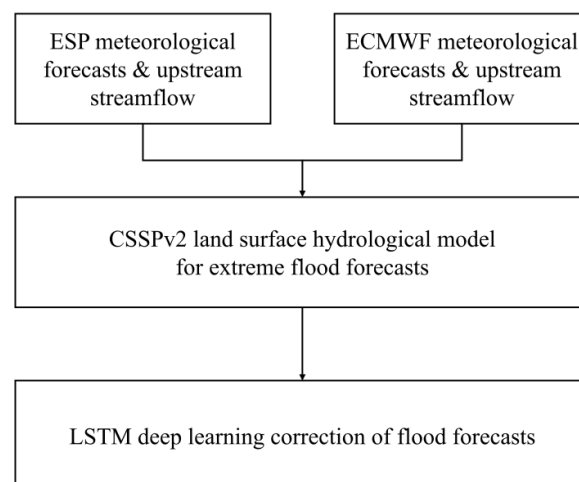 ESP meteorological
forecasts & upstream
streamflow
ECMWF meteorological
forecasts & upstream
streamflow
CSSPv2 land surface hydrological model
for extreme flood forecasts
LSTM deep learning correction of flood forecasts